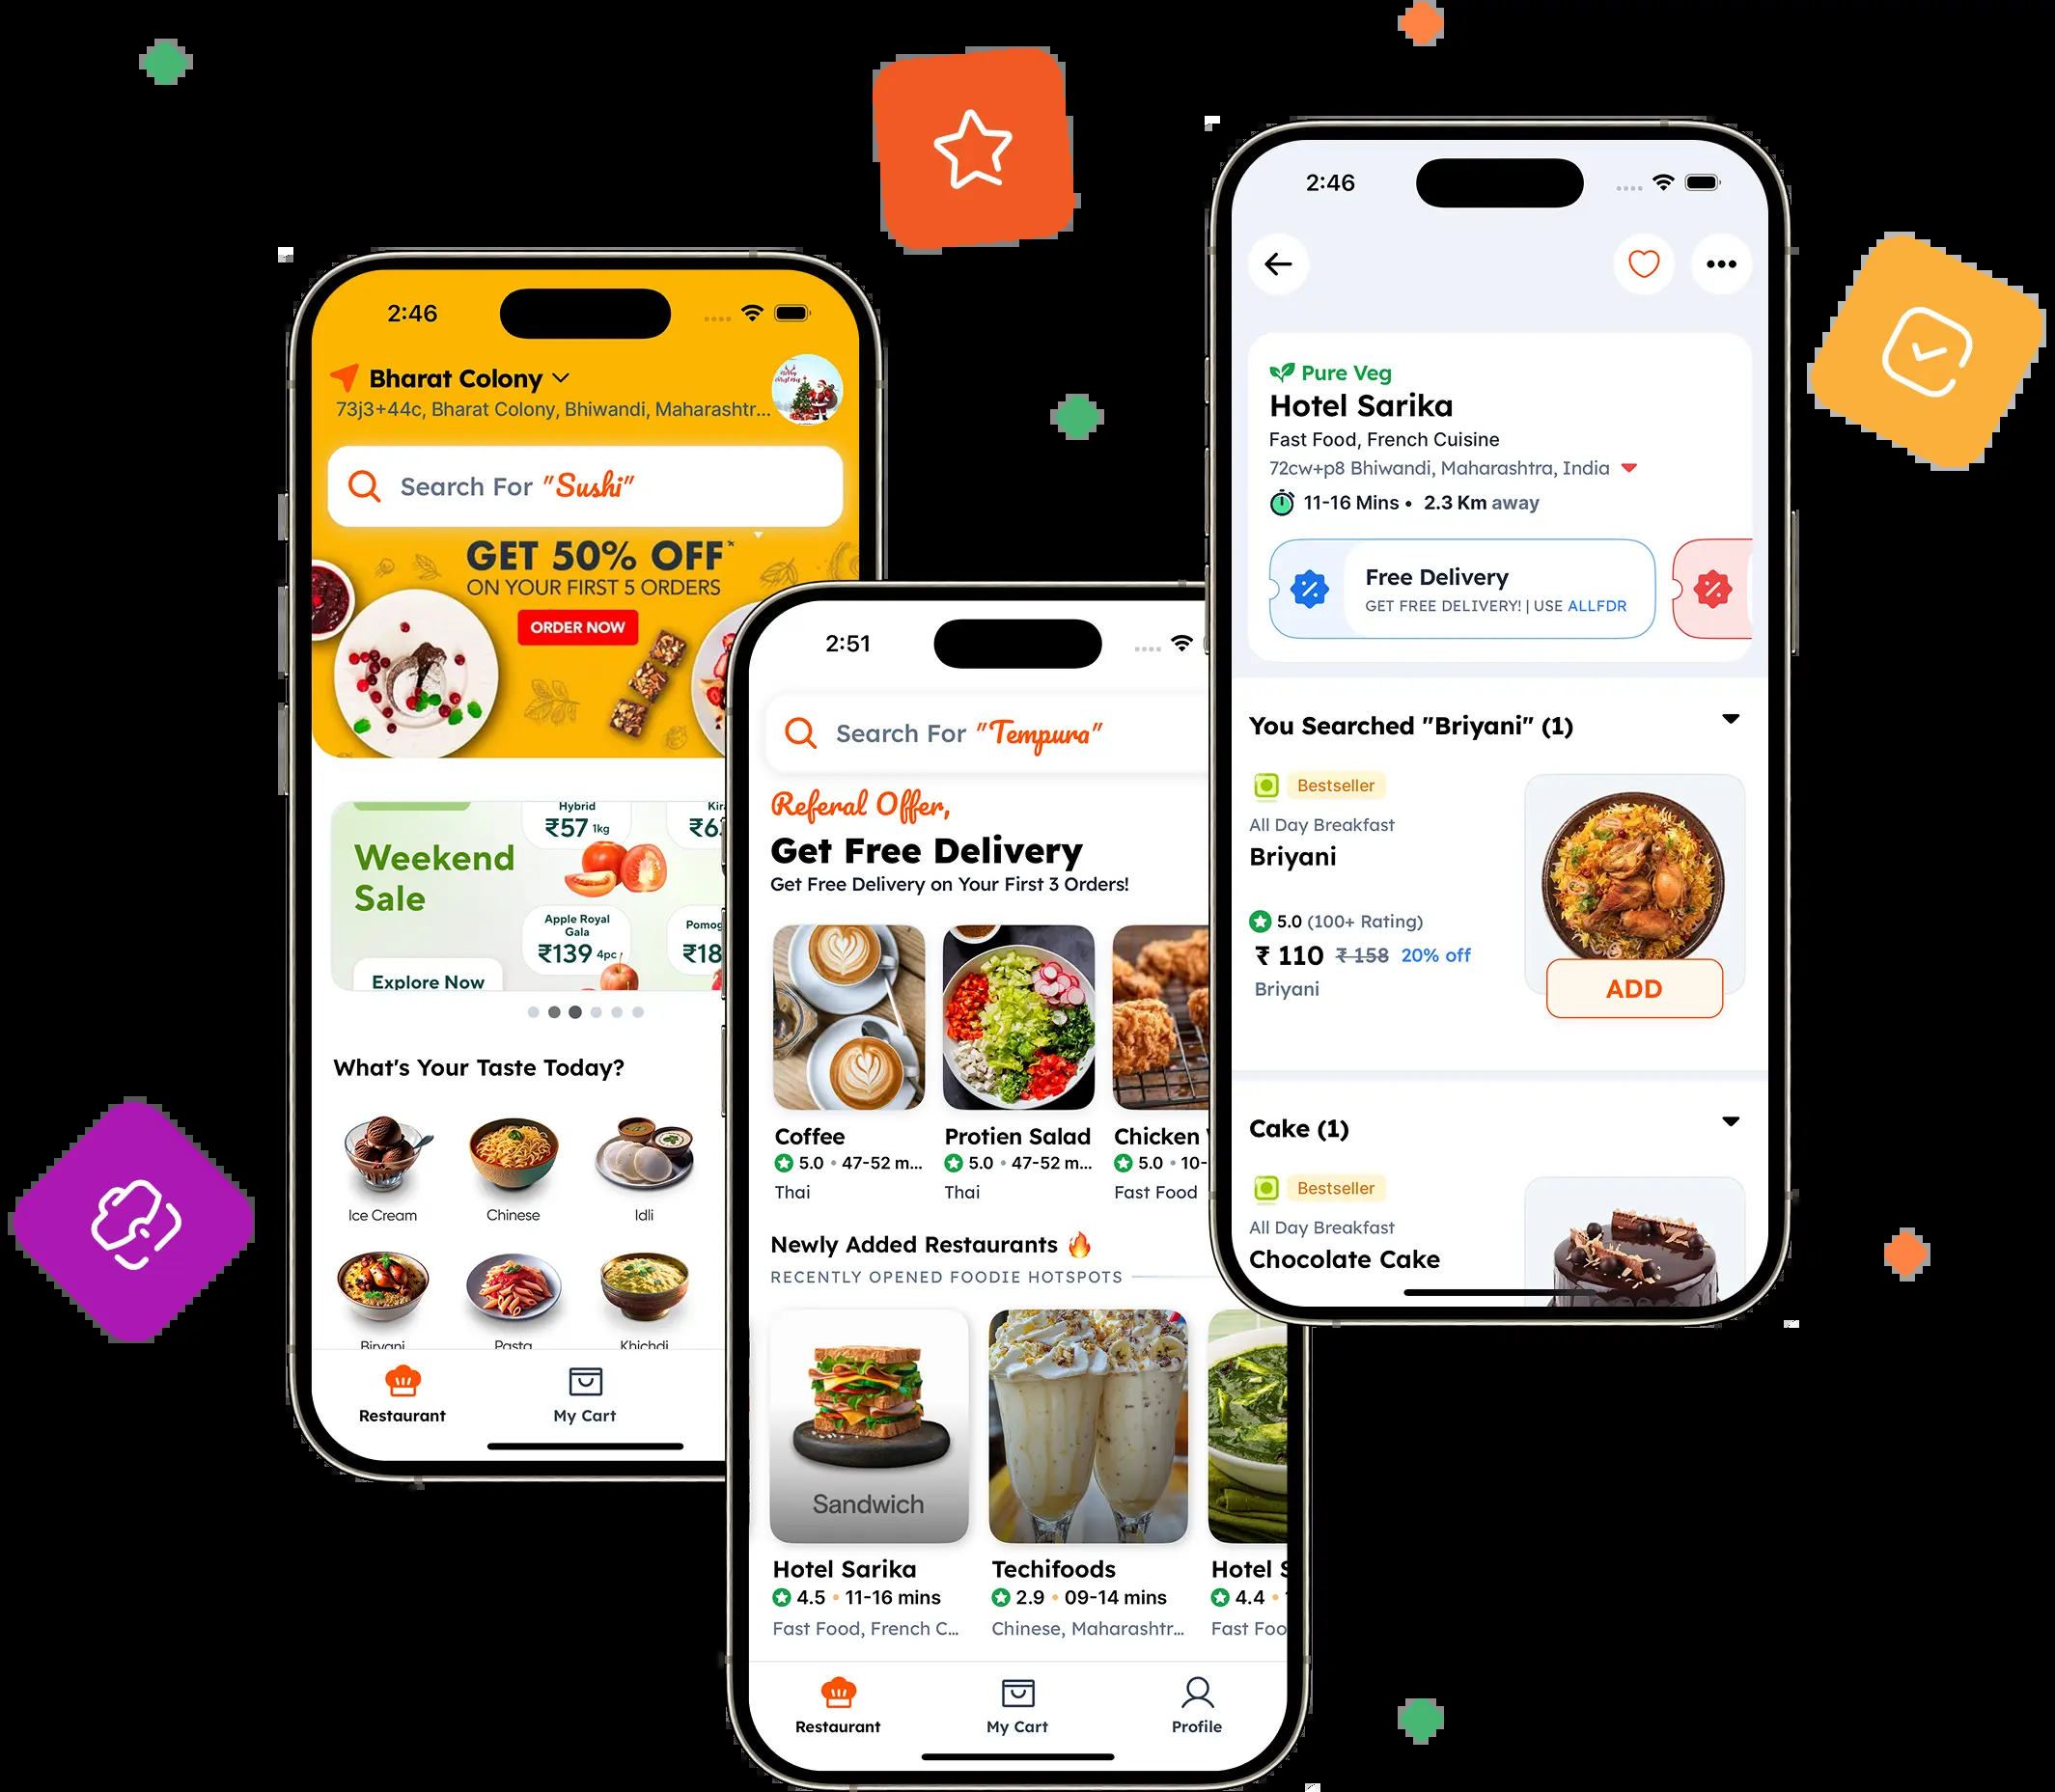 2:46
Bharat Colony
73j3+44c, Bharat Colony, Bhiwandi, Maharashtr...
Search For "Sushi"
GET 50% OFF*
ON YOUR FIRST 5 ORDERS
ORDER NOW
Weekend
Sale
Hybrid
₹57 1kg
Apple Royal
Gala
₹139 4pc
Explore Now
What's Your Taste Today?
Ice Cream
Chinese
Idli
Biryani
Pasta
Khichdi
Restaurant
My Cart
2:51
Search For "Tempura"
Referal Offer,
Get Free Delivery
Get Free Delivery on Your First 3 Orders!
Coffee
5.0 • 47-52 m...
Thai
Protien Salad
5.0 • 47-52 m...
Thai
Chicken
5.0 • 10-
Fast Food
Newly Added Restaurants
RECENTLY OPENED FOODIE HOTSPOTS
Sandwich
Hotel Sarika
4.5 • 11-16 mins
Fast Food, French C...
Techifoods
2.9 • 09-14 mins
Chinese, Maharashtr...
Hotel S
4.4 •
Fast Foo
Restaurant
My Cart
Profile
2:46
Pure Veg
Hotel Sarika
Fast Food, French Cuisine
72cw+p8 Bhiwandi, Maharashtra, India
11-16 Mins • 2.3 Km away
Free Delivery
GET FREE DELIVERY! | USE ALLFDR
You Searched "Briyani" (1)
Bestseller
All Day Breakfast
Briyani
5.0 (100+ Rating)
₹ 110 ₹ 158 20% off
Briyani
ADD
Cake (1)
Bestseller
All Day Breakfast
Chocolate Cake